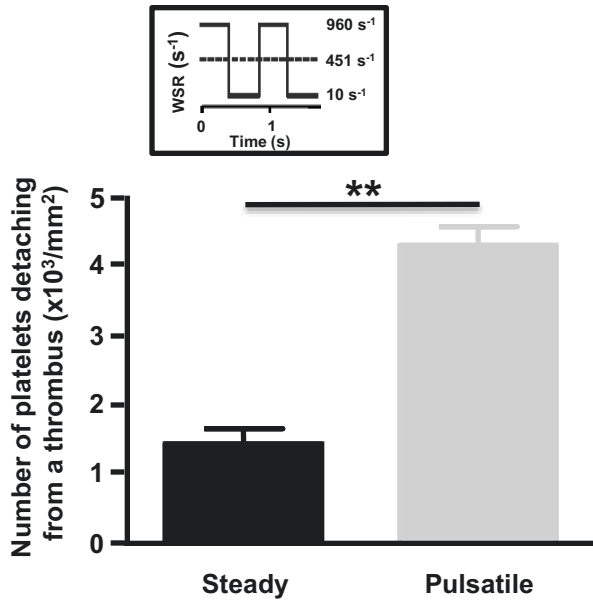 WSR (s⁻¹)
960 s⁻¹
451 s⁻¹
10 s⁻¹
0 1
Time (s)
Number of platelets detaching
from a thrombus (x10³/mm²)
5
4
3
2
1
0
**
Steady Pulsatile